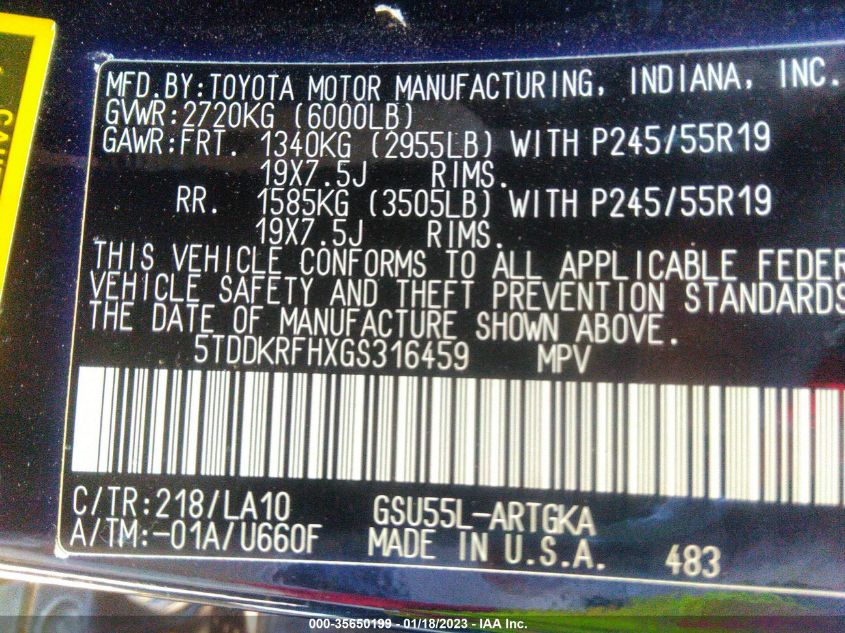 MFD.BY:TOYOTA MOTOR MANUFACTURING, INDIANA, INC.
GVWR:2720KG (6000LB)
GAWR:FRT. 1340KG (2955LB) WITH P245/55R19
19X7.5J RIMS.
RR. 1585KG (3505LB) WITH P245/55R19
19X7.5J RIMS.
THIS VEHICLE CONFORMS TO ALL APPLICABLE FEDER
VEHICLE SAFETY AND THEFT PREVENTION STANDARDS
THE DATE OF MANUFACTURE SHOWN ABOVE.
5TDDKRFHXGS316459 MPV
C/TR:218/LA10 GSU55L-ARTGKA
A/TM:-01A/U660F MADE IN U.S.A. 483
000-35650199 - 01/18/2023 - IAA Inc.